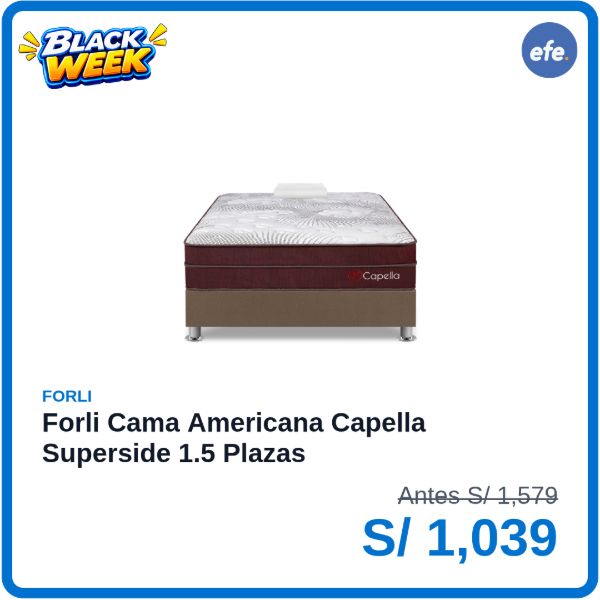 BLACK
WEEK
efe.
Capella
FORLI
Forli Cama Americana Capella
Superside 1.5 Plazas
Antes S/ 1,579
S/ 1,039